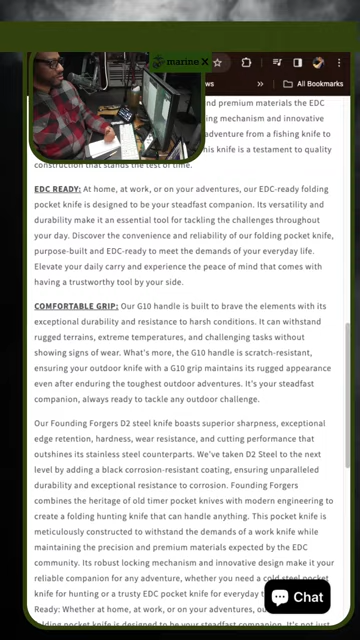 marine X
ws
»
All Bookmarks
and premium materials the EDC
ing mechanism and innovative
adventure from a fishing knife to
his knife is a testament to quality
construction that stands the test of time.
EDC READY: At home, at work, or on your adventures, our EDC-ready folding
pocket knife is designed to be your steadfast companion. Its versatility and
durability make it an essential tool for tackling the challenges throughout
your day. Discover the convenience and reliability of our folding pocket knife,
purpose-built and EDC-ready to meet the demands of your everyday life.
Elevate your daily carry and experience the peace of mind that comes with
having a trustworthy tool by your side.
COMFORTABLE GRIP: Our G10 handle is built to brave the elements with its
exceptional durability and resistance to harsh conditions. It can withstand
rugged terrains, extreme temperatures, and challenging tasks without
showing signs of wear. What's more, the G10 handle is scratch-resistant,
ensuring your outdoor knife with a G10 grip maintains its rugged appearance
even after enduring the toughest outdoor adventures. It's your steadfast
companion, always ready to tackle any outdoor challenge.
Our Founding Forgers D2 steel knife boasts superior sharpness, exceptional
edge retention, hardness, wear resistance, and cutting performance that
outshines its stainless steel counterparts. We've taken D2 Steel to the next
level by adding a black corrosion-resistant coating, ensuring unparalleled
durability and exceptional resistance to corrosion. Founding Forgers
combines the heritage of old timer pocket knives with modern engineering to
create a folding hunting knife that can handle anything. This pocket knife is
meticulously constructed to withstand the demands of a work knife while
maintaining the precision and premium materials expected by the EDC
community. Its robust locking mechanism and innovative design make it your
reliable companion for any adventure, whether you need a cold steel pocket
knife for hunting or a trusty EDC pocket knife for everyday t
Ready: Whether at home, at work, or on your adventures, ou
folding pocket knife is designed to be your steadfast companion. It's not just
Chat